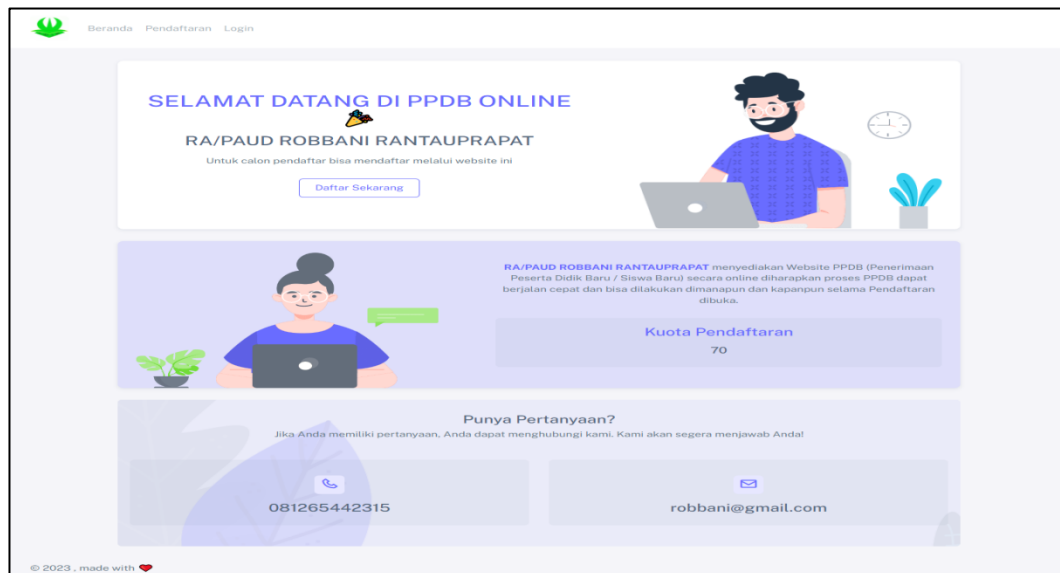 Beranda Pendaftaran Login
SELAMAT DATANG DI PPDB ONLINE
RA/PAUD ROBBANI RANTAUPRAPAT
Untuk calon pendaftar bisa mendaftar melalui website ini
Daftar Sekarang
RA/PAUD ROBBANI RANTAUPRAPAT menyediakan Website PPDB (Penerimaan
Peserta Didik Baru / Siswa Baru) secara online diharapkan proses PPDB dapat
berjalan cepat dan bisa dilakukan dimanapun dan kapanpun selama Pendaftaran
dibuka.
Kuota Pendaftaran
70
Punya Pertanyaan?
Jika Anda memiliki pertanyaan, Anda dapat menghubungi kami. Kami akan segera menjawab Anda!
081265442315
robbani@gmail.com
© 2023 , made with ❤️